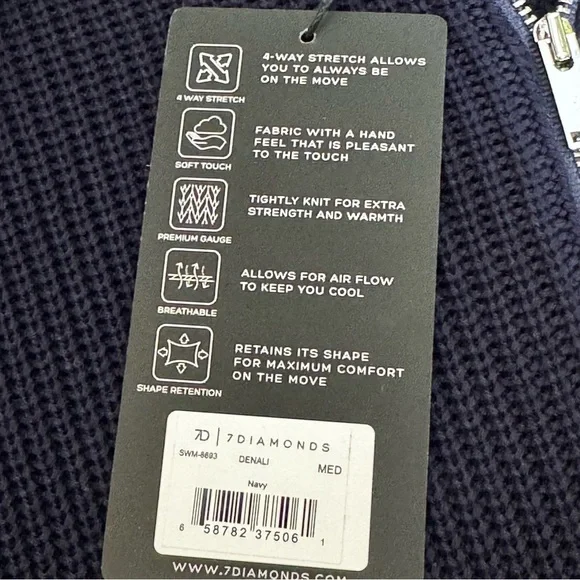 4-WAY STRETCH ALLOWS
YOU TO ALWAYS BE
ON THE MOVE
4 WAY STRETCH
FABRIC WITH A HAND
FEEL THAT IS PLEASANT
TO THE TOUCH
SOFT TOUCH
TIGHTLY KNIT FOR EXTRA
STRENGTH AND WARMTH
PREMIUM GAUGE
ALLOWS FOR AIR FLOW
TO KEEP YOU COOL
BREATHABLE
RETAINS ITS SHAPE
FOR MAXIMUM COMFORT
ON THE MOVE
SHAPE RETENTION
7D | 7DIAMONDS
SWM-8693 DENALI MED
Navy
6 58782 37506 1
WWW.7DIAMONDS.COM